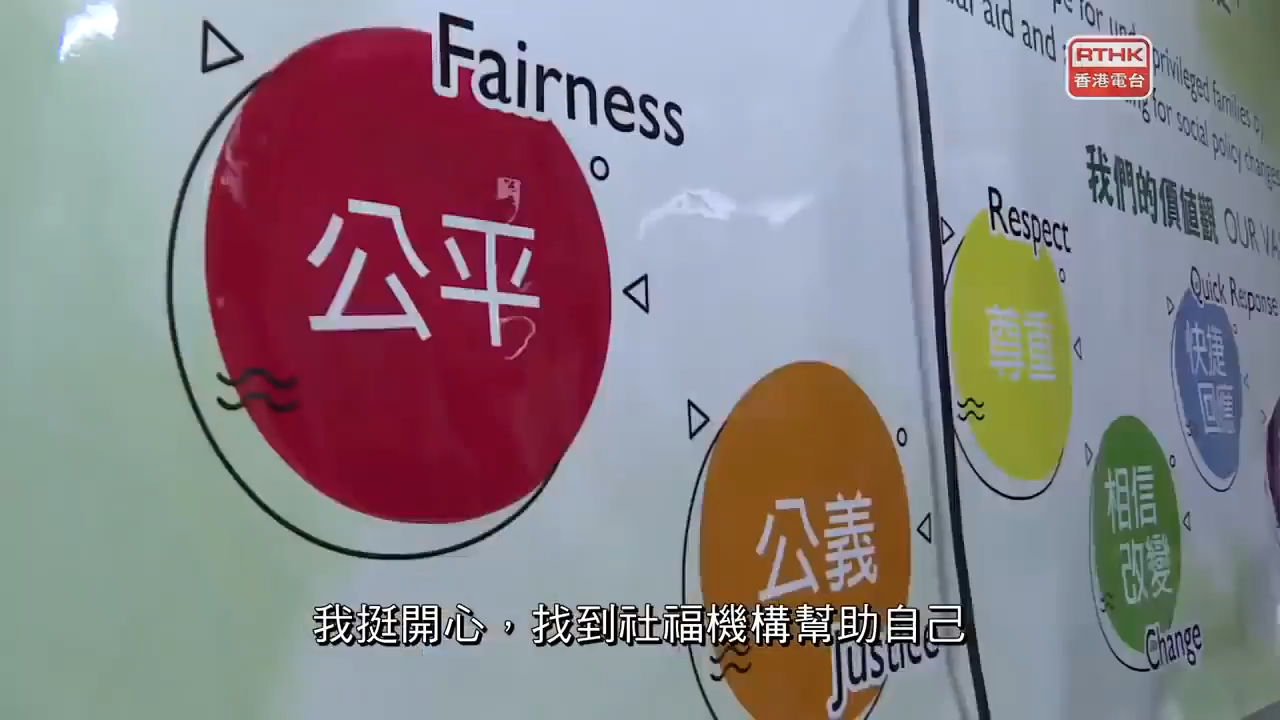 Fairness
公平
公義
Justice
aid and
privileged families by
for social policy changes
我們的價值觀 OUR
Respect
尊重
Quick Response
快捷
回應
相信
改變
Change
RTHK
香港電台
我挺開心，找到社福機構幫助自己